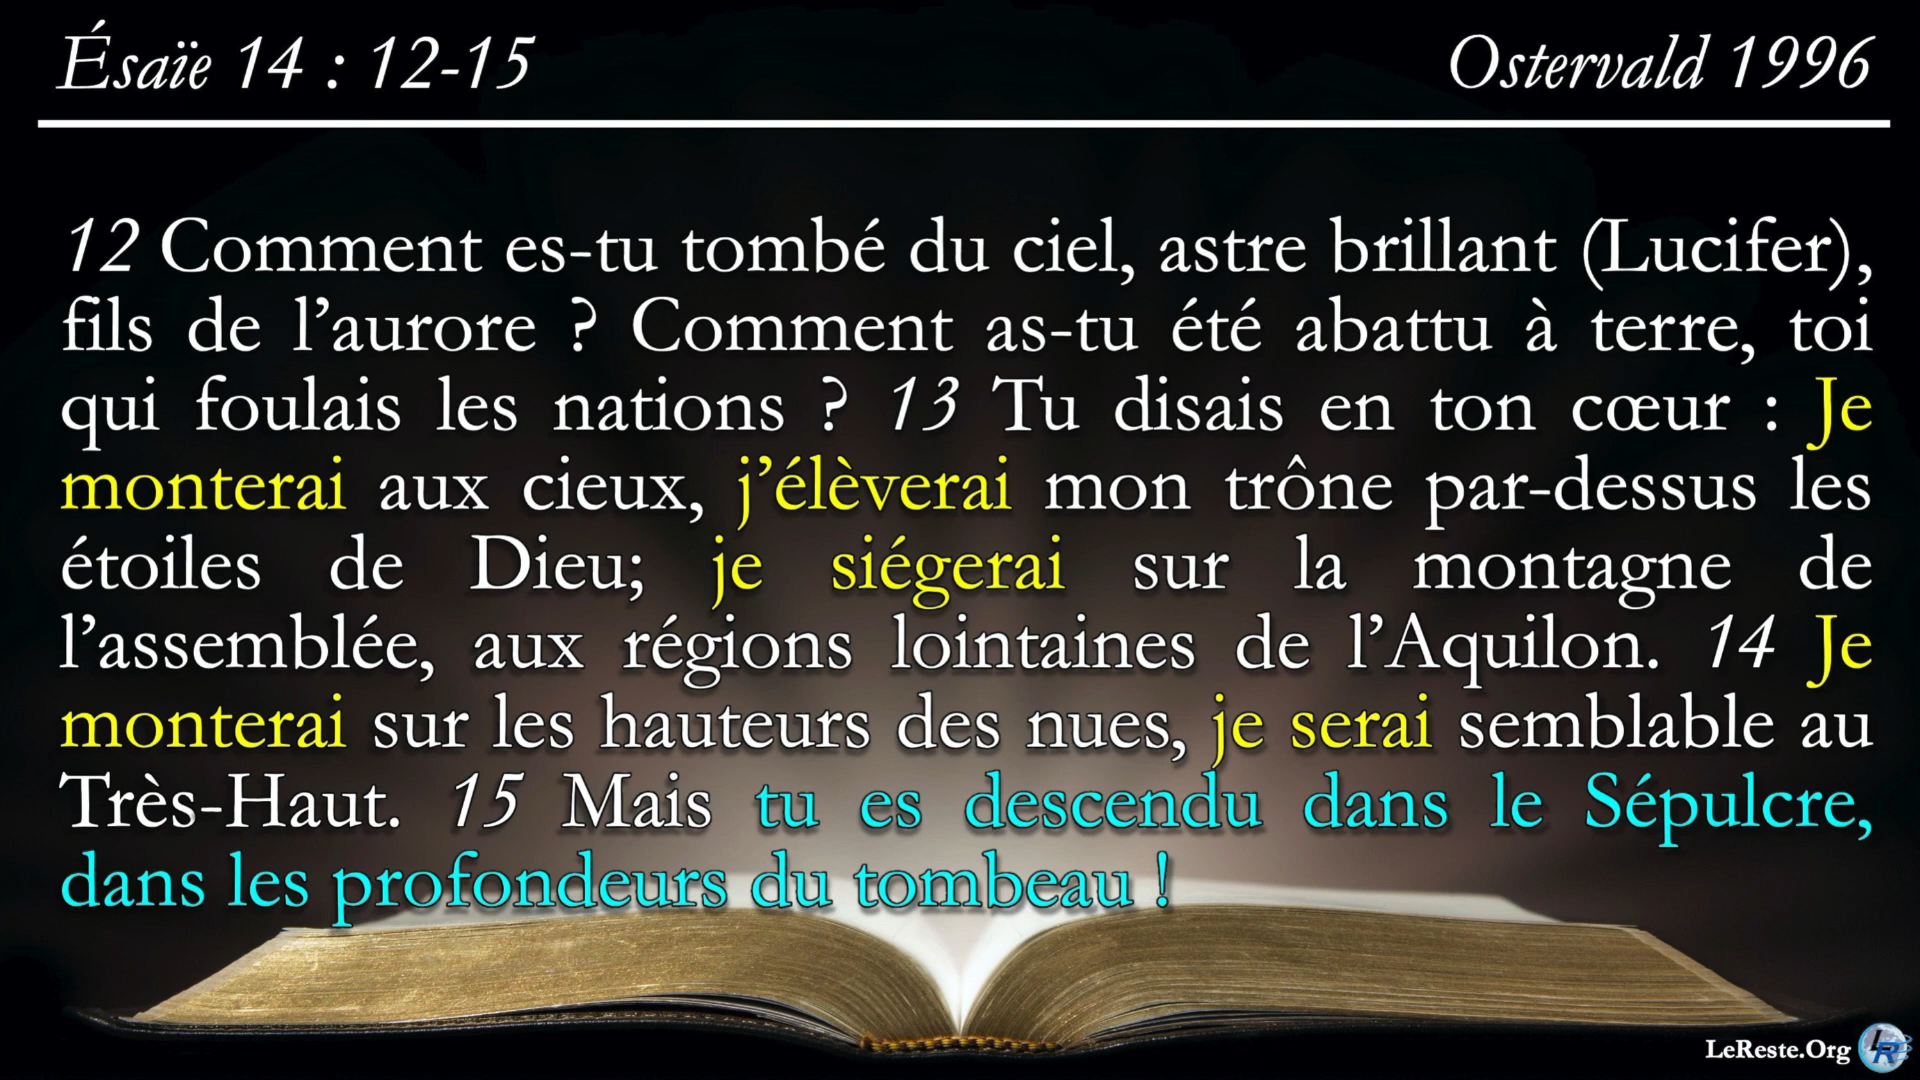 Ésaïe 14 : 12-15
Ostervald 1996
12 Comment es-tu tombé du ciel, astre brillant (Lucifer),
fils de l’aurore ? Comment as-tu été abattu à terre, toi
qui foulais les nations ? 13 Tu disais en ton cœur : Je
monterai aux cieux, j’élèverai mon trône par-dessus les
étoiles de Dieu; je siégerai sur la montagne de
l’assemblée, aux régions lointaines de l’Aquilon. 14 Je
monterai sur les hauteurs des nues, je serai semblable au
Très-Haut. 15 Mais tu es descendu dans le Sépulcre,
dans les profondeurs du tombeau !
LeReste.Org
LR